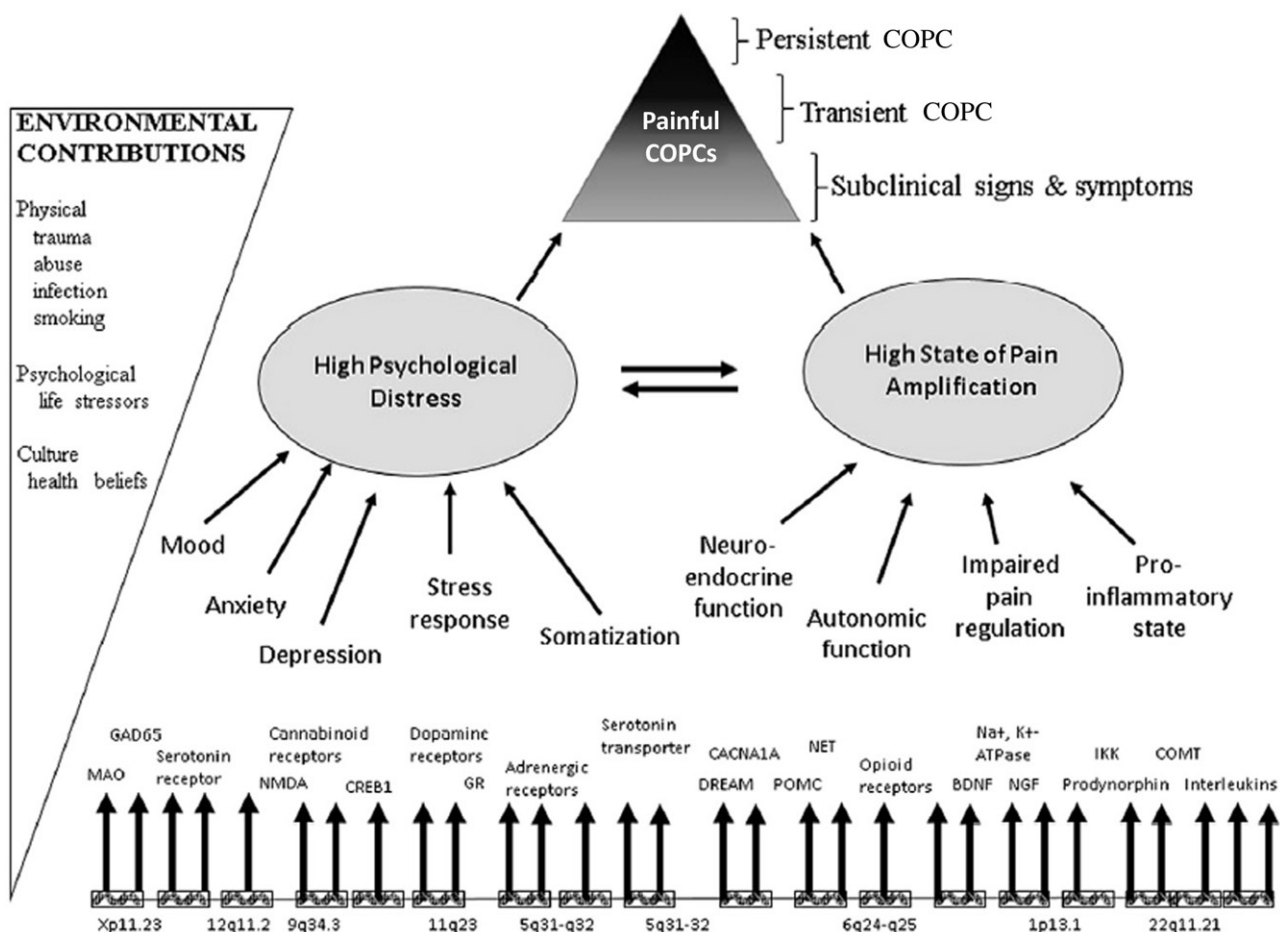 Persistent COPC
Transient COPC
Painful
COPCs
Subclinical signs & symptoms
ENVIRONMENTAL
CONTRIBUTIONS
Physical
trauma
abuse
infection
smoking
Psychological
life stressors
Culture
health beliefs
High Psychological
Distress
High State of Pain
Amplification
Mood
Anxiety
Depression
Stress
response
Somatization
Neuro-
endocrine
function
Autonomic
function
Impaired
pain
regulation
Pro-
inflammatory
state
MAO
GAD65
Serotonin
receptor
Cannabinoid
receptors
NMDA
CREB1
Dopamine
receptors
GR
Adrenergic
receptors
Serotonin
transporter
CACNA1A
DREAM
NET
POMC
Opioid
receptors
Na+, K+-
ATPase
BDNF
NGF
IKK
Prodynorphin
COMT
Interleukins
Xp11.23
12q11.2
9q34.3
11q23
5q31-q32
5q31-32
6q24-q25
1p13.1
22q11.21